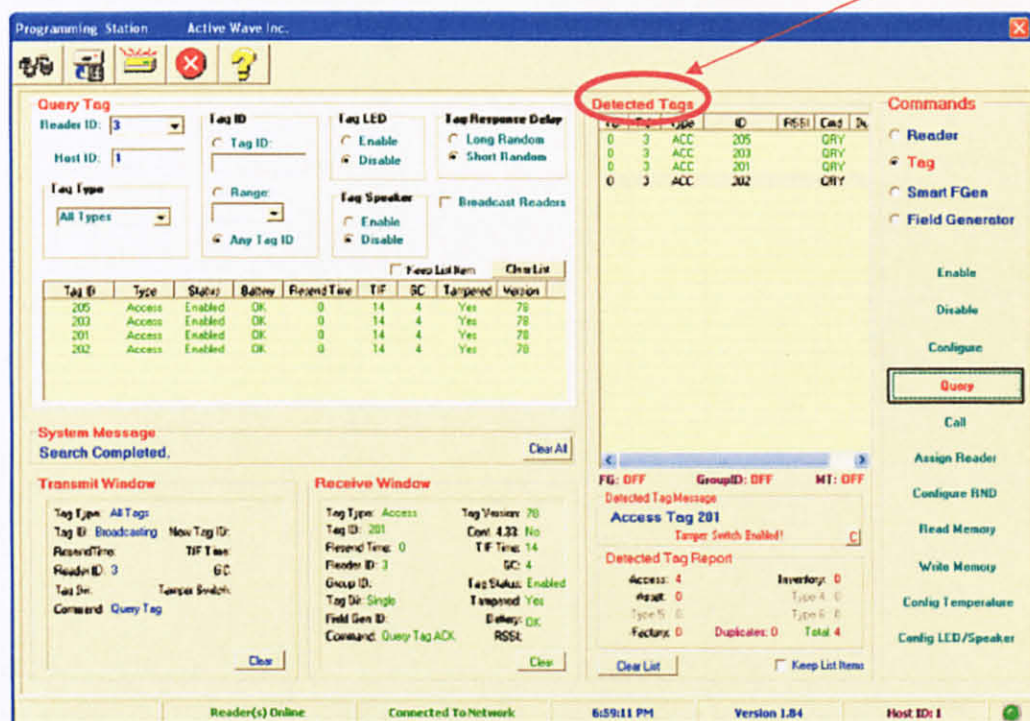 Programming Station Active Wave Inc.
Query Tag
Reader ID: 3
Host ID: 1
Tag Type
All Types
Tag ID
Tag ID:
Range:
Any Tag ID
Tag LED
Enable
Disable
Tag Speaker
Enable
Disable
Tag Response Delay
Long Random
Short Random
Broadcast Readers
Keep List Item Clear List
Tag ID Type Status Battery Resend Time TIF GC Tampered Version
205 Access Enabled OK 0 14 4 Yes 78
203 Access Enabled OK 0 14 4 Yes 78
201 Access Enabled OK 0 14 4 Yes 78
202 Access Enabled OK 0 14 4 Yes 78
System Message
Search Completed.
Clear All
Transmit Window
Tag Type: All Tags
Tag ID: Broadcasting New Tag ID:
Resend Time: TIF Time:
Reader ID: 3 GC:
Tag Dir: Tamper Switch:
Command: Query Tag
Clear
Receive Window
Tag Type: Access Tag Version: 78
Tag ID: 201 Cont. 4.33: No
Resend Time: 0 TIF Time: 14
Reader ID: 3 GC: 4
Group ID: Tag Status: Enabled
Tag Dir: Single Tampered: Yes
Field Gen ID: Battery: OK
Command: Query Tag ACK RSSI:
Clear
Detected Tags
Type ID RSSI Cmd Du
0 3 ACC 205 QRY
0 3 ACC 203 QRY
0 3 ACC 201 QRY
0 3 ACC 202 QRY
FG: OFF GroupID: OFF MT: OFF
Detected Tag Message
Access Tag 201
Tamper Switch Enabled!
C
Detected Tag Report
Access: 4 Inventory: 0
Asset: 0 Type 4: 0
Type 5: 0 Type 6: 0
Factory: 0 Duplicates: 0 Total: 4
Clear List Keep List Items
Commands
Reader
Tag
Smart FGen
Field Generator
Enable
Disable
Configure
Query
Call
Assign Reader
Configure RND
Read Memory
Write Memory
Config Temperature
Config LED/Speaker
Reader(s) Online Connected To Network 6:59:11 PM Version 1.84 Host ID: 1